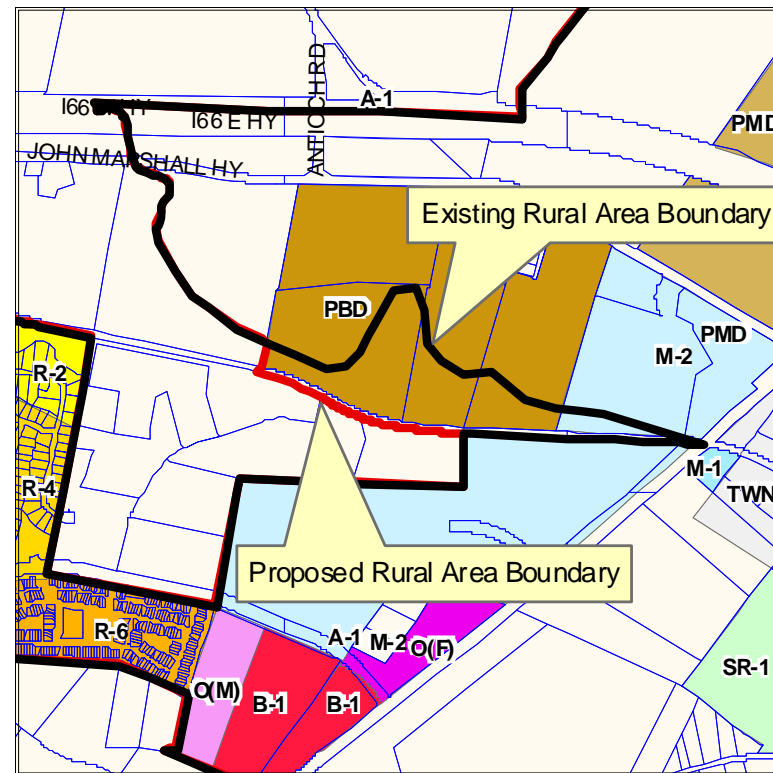 ANTIOCH RD
A-1
I66 E HY
JOHN MARSHALL HY
PMD
Existing Rural Area Boundary
PBD
PMD
M-2
R-2
M-1
R-4
TWN
Proposed Rural Area Boundary
R-6
A-1
M-2
O(F)
SR-1
O(M)
B-1
B-1